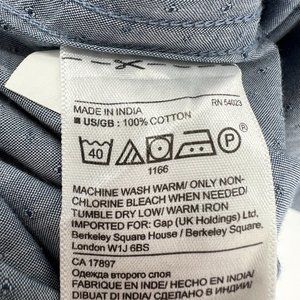 MADE IN INDIA RN 54023
■ US/GB: 100% COTTON
40 P
1166
MACHINE WASH WARM/ ONLY NON-
CHLORINE BLEACH WHEN NEEDED/
TUMBLE DRY LOW/ WARM IRON
IMPORTED FOR: Gap (UK Holdings) Ltd,
Berkeley Square House / Berkeley Square,
London W1J 6BS
CA 17897
Одежда второго слоя
FABRIQUÉ EN INDE/ HECHO EN INDIA/
DIBUAT DI INDIA/ СДЕЛАНО В ИНДИИ/